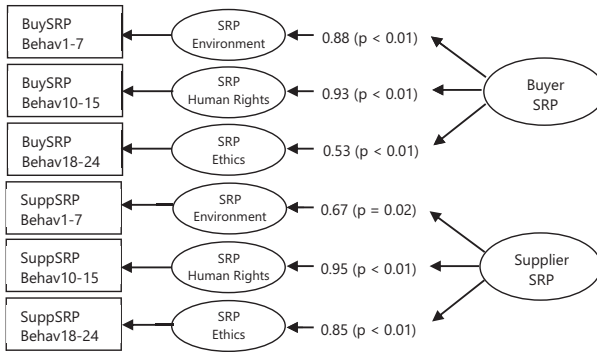 BuySRP
Behav1-7
SRP
Environment
0.88 (p < 0.01)
BuySRP
Behav10-15
SRP
Human Rights
0.93 (p < 0.01)
Buyer
SRP
BuySRP
Behav18-24
SRP
Ethics
0.53 (p < 0.01)
SuppSRP
Behav1-7
SRP
Environment
0.67 (p = 0.02)
SuppSRP
Behav10-15
SRP
Human Rights
0.95 (p < 0.01)
Supplier
SRP
SuppSRP
Behav18-24
SRP
Ethics
0.85 (p < 0.01)